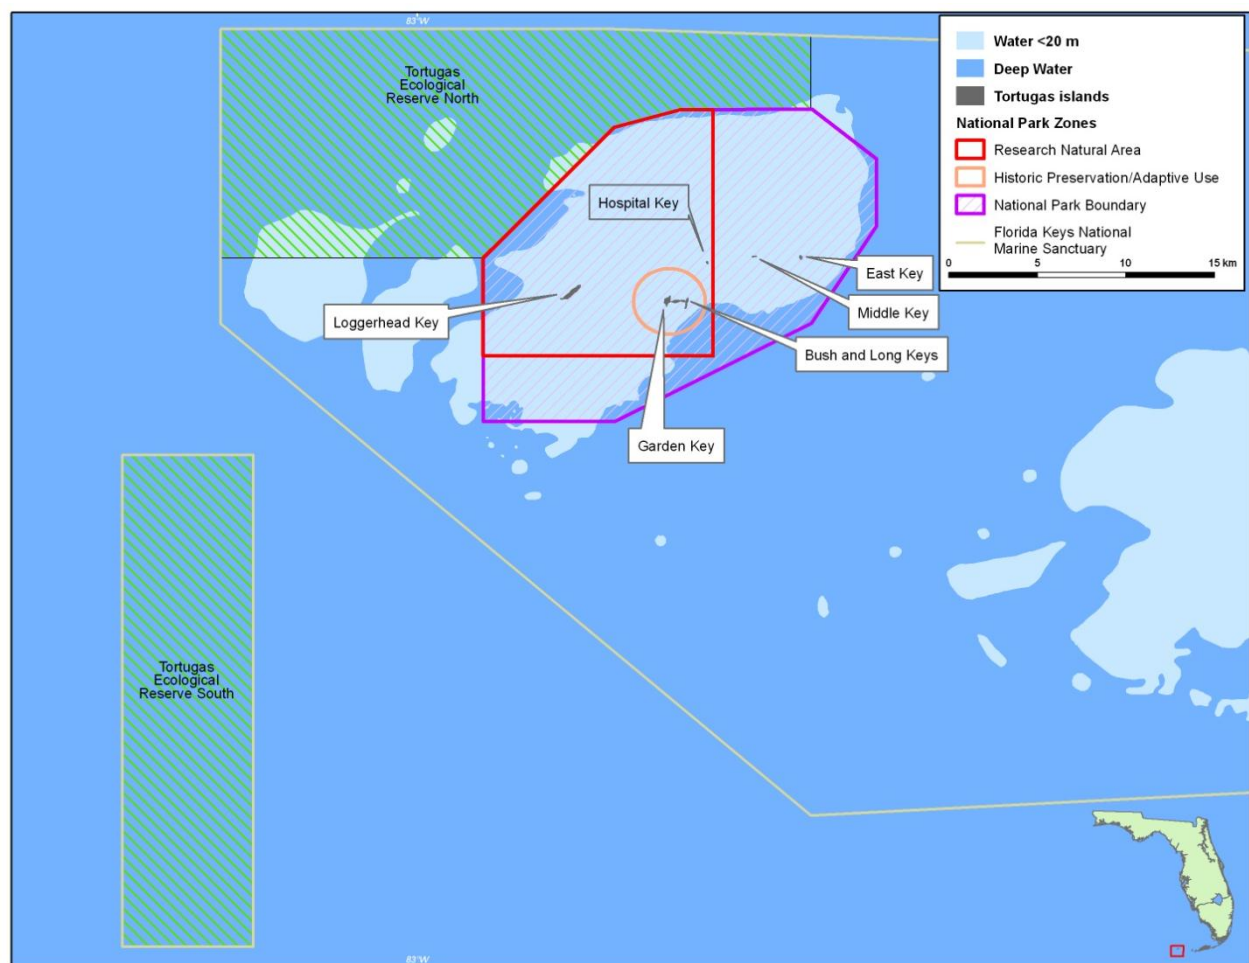 83°W
Tortugas
Ecological
Reserve North
Hospital Key
Loggerhead Key
East Key
Middle Key
Bush and Long Keys
Garden Key
Tortugas
Ecological
Reserve South
83°W
Water <20 m
Deep Water
Tortugas islands
National Park Zones
Research Natural Area
Historic Preservation/Adaptive Use
National Park Boundary
Florida Keys National
Marine Sanctuary
0 5 10 15 km